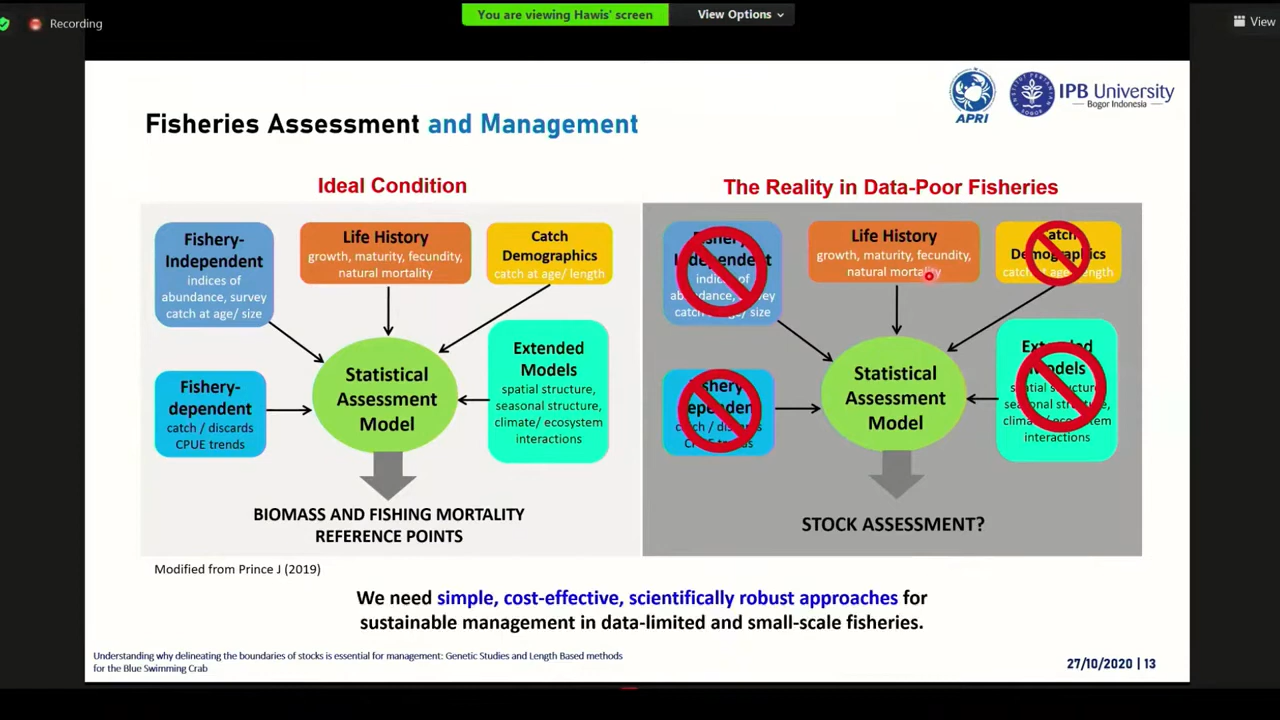 You are viewing Hawis' screen
View Options
Recording
View
APRI
IPB University
Bogor Indonesia
Fisheries Assessment and Management
Ideal Condition
Fishery-
Independent
indices of
abundance, survey
catch at age/ size
Life History
growth, maturity, fecundity,
natural mortality
Catch
Demographics
catch at age/ length
Fishery-
dependent
catch / discards
CPUE trends
Statistical
Assessment
Model
Extended
Models
spatial structure,
seasonal structure,
climate/ ecosystem
interactions
BIOMASS AND FISHING MORTALITY
REFERENCE POINTS
The Reality in Data-Poor Fisheries
Fishery-
Independent
indices of
abundance, survey
catch at age/ size
Life History
growth, maturity, fecundity,
natural mortality
Catch
Demographics
catch at age/ length
Fishery-
dependent
catch / discards
CPUE trends
Statistical
Assessment
Model
Extended
Models
spatial structure,
seasonal structure,
climate/ ecosystem
interactions
STOCK ASSESSMENT?
Modified from Prince J (2019)
We need simple, cost-effective, scientifically robust approaches for
sustainable management in data-limited and small-scale fisheries.
Understanding why delineating the boundaries of stocks is essential for management: Genetic Studies and Length Based methods
for the Blue Swimming Crab
27/10/2020 | 13